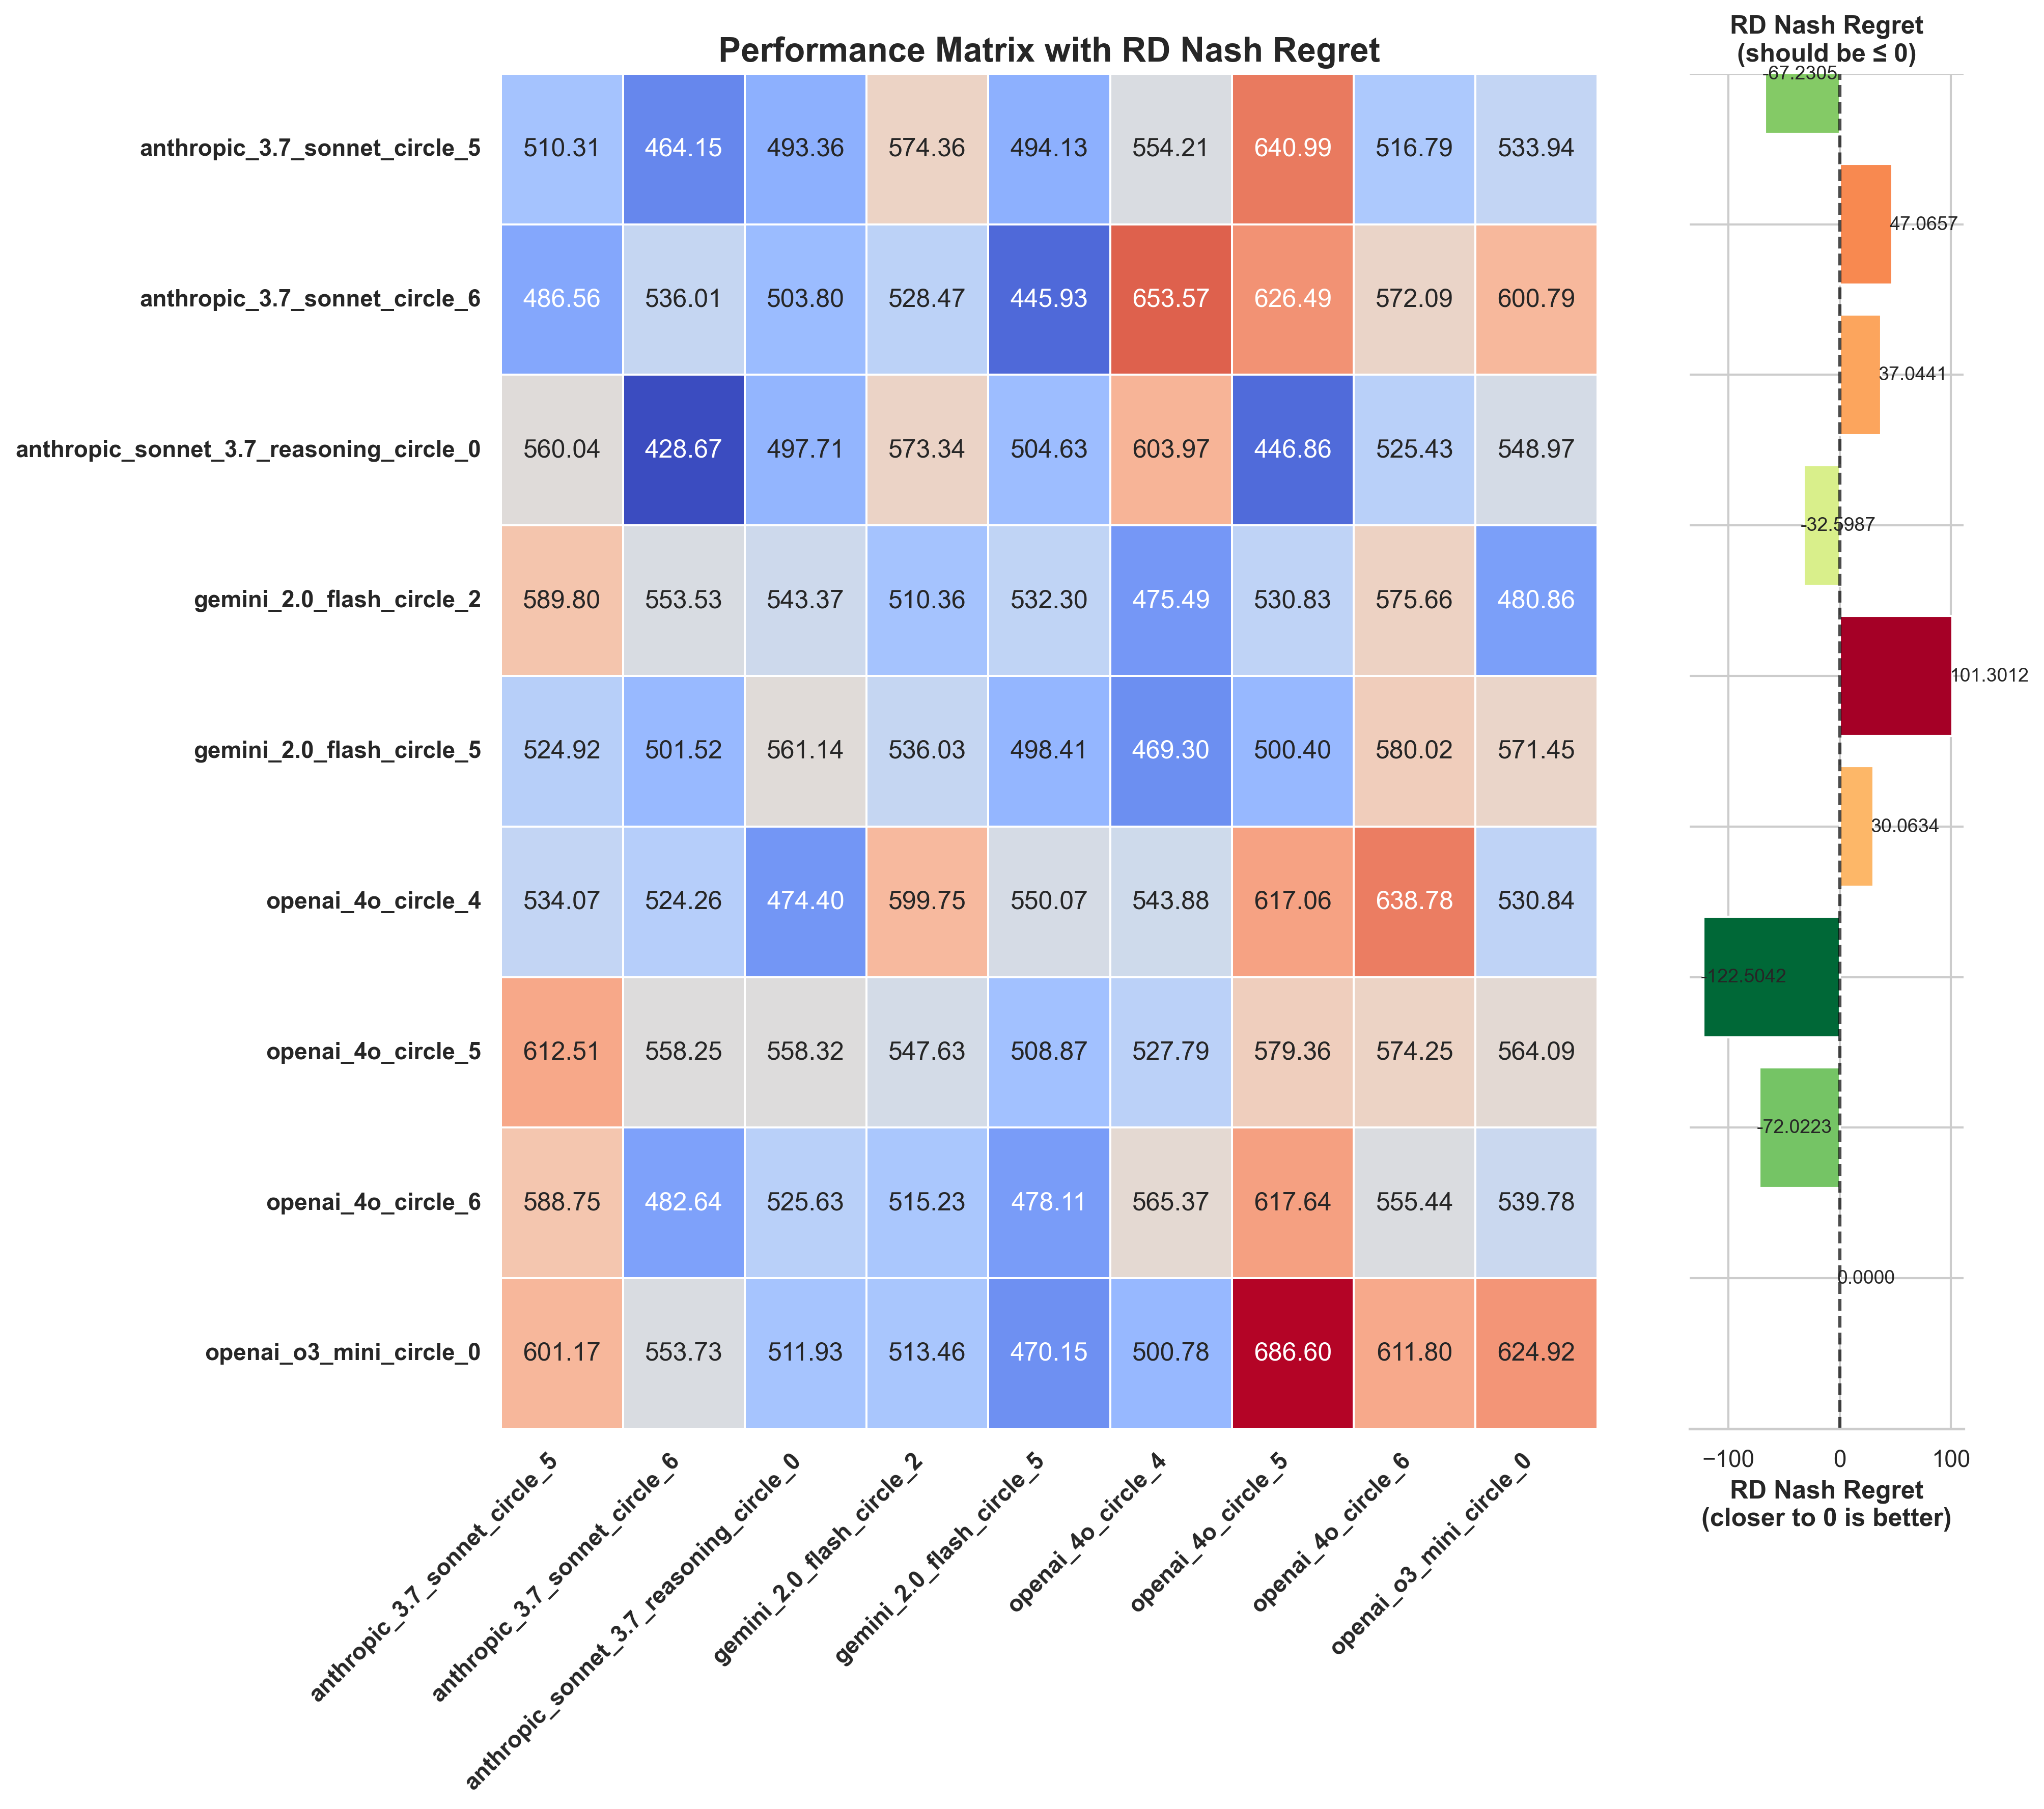 Performance Matrix with RD Nash Regret
RD Nash Regret
(should be ≤ 0)
anthropic_3.7_sonnet_circle_5 510.31 464.15 493.36 574.36 494.13 554.21 640.99 516.79 533.94
anthropic_3.7_sonnet_circle_6 486.56 536.01 503.80 528.47 445.93 653.57 626.49 572.09 600.79
anthropic_sonnet_3.7_reasoning_circle_0 560.04 428.67 497.71 573.34 504.63 603.97 446.86 525.43 548.97
gemini_2.0_flash_circle_2 589.80 553.53 543.37 510.36 532.30 475.49 530.83 575.66 480.86
gemini_2.0_flash_circle_5 524.92 501.52 561.14 536.03 498.41 469.30 500.40 580.02 571.45
openai_4o_circle_4 534.07 524.26 474.40 599.75 550.07 543.88 617.06 638.78 530.84
openai_4o_circle_5 612.51 558.25 558.32 547.63 508.87 527.79 579.36 574.25 564.09
openai_4o_circle_6 588.75 482.64 525.63 515.23 478.11 565.37 617.64 555.44 539.78
openai_o3_mini_circle_0 601.17 553.73 511.93 513.46 470.15 500.78 686.60 611.80 624.92
anthropic_3.7_sonnet_circle_5
anthropic_3.7_sonnet_circle_6
anthropic_sonnet_3.7_reasoning_circle_0
gemini_2.0_flash_circle_2
gemini_2.0_flash_circle_5
openai_4o_circle_4
openai_4o_circle_5
openai_4o_circle_6
openai_o3_mini_circle_0
-67.2305
47.0657
37.0441
-32.5987
101.3012
30.0634
-122.5042
-72.0223
0.0000
−100 0 100
RD Nash Regret
(closer to 0 is better)